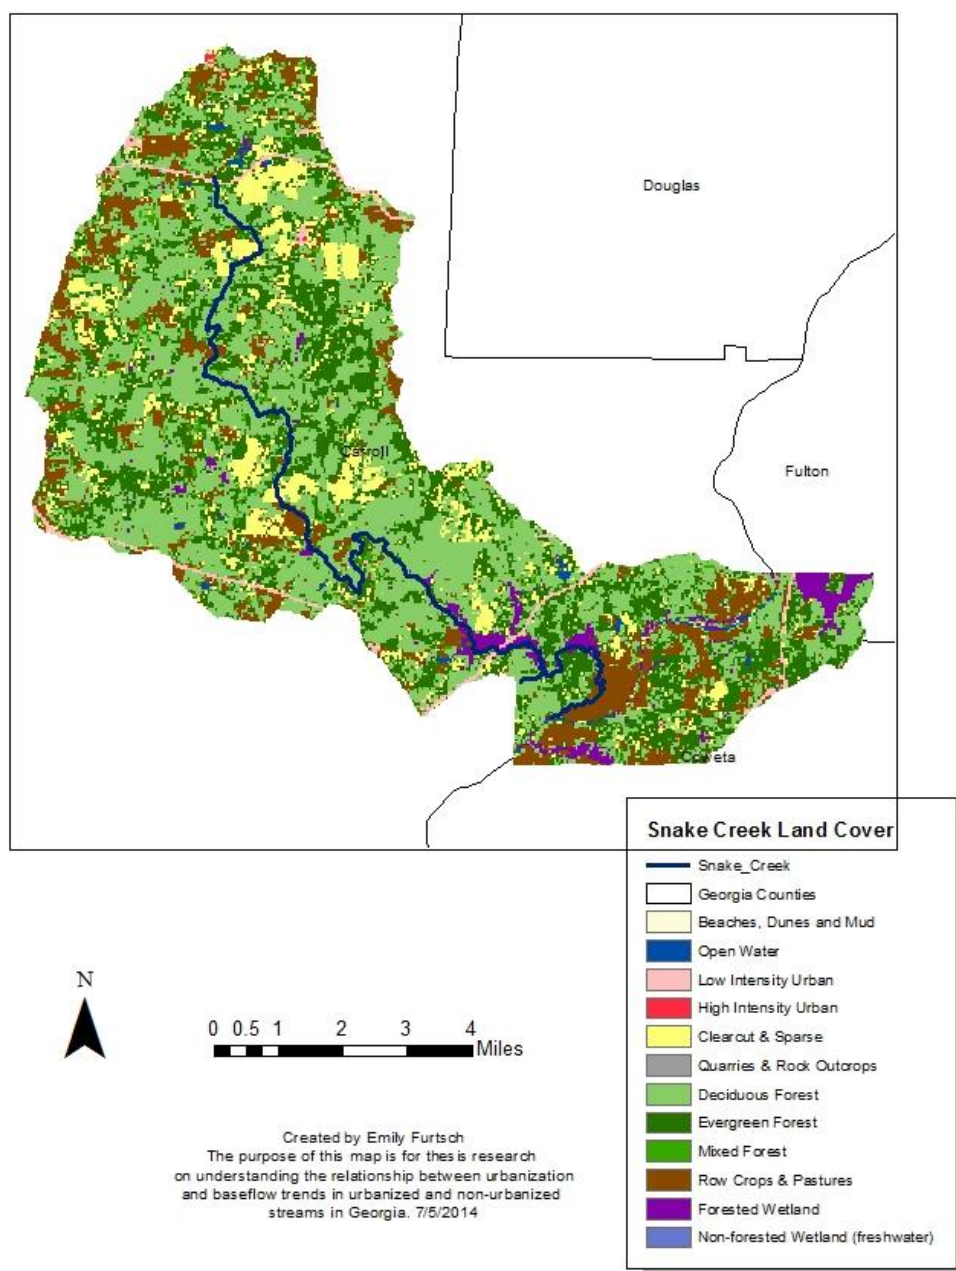 Douglas
Carroll
Fulton
Coweta
Snake Creek Land Cover
Snake_Creek
Georgia Counties
Beaches, Dunes and Mud
Open Water
Low Intensity Urban
High Intensity Urban
Clearcut & Sparse
Quarries & Rock Outcrops
Deciduous Forest
Evergreen Forest
Mixed Forest
Row Crops & Pastures
Forested Wetland
Non-forested Wetland (freshwater)
N
0 0.5 1 2 3 4
Miles
Created by Emily Furtsch
The purpose of this map is for thesis research
on understanding the relationship between urbanization
and baseflow trends in urbanized and non-urbanized
streams in Georgia. 7/5/2014